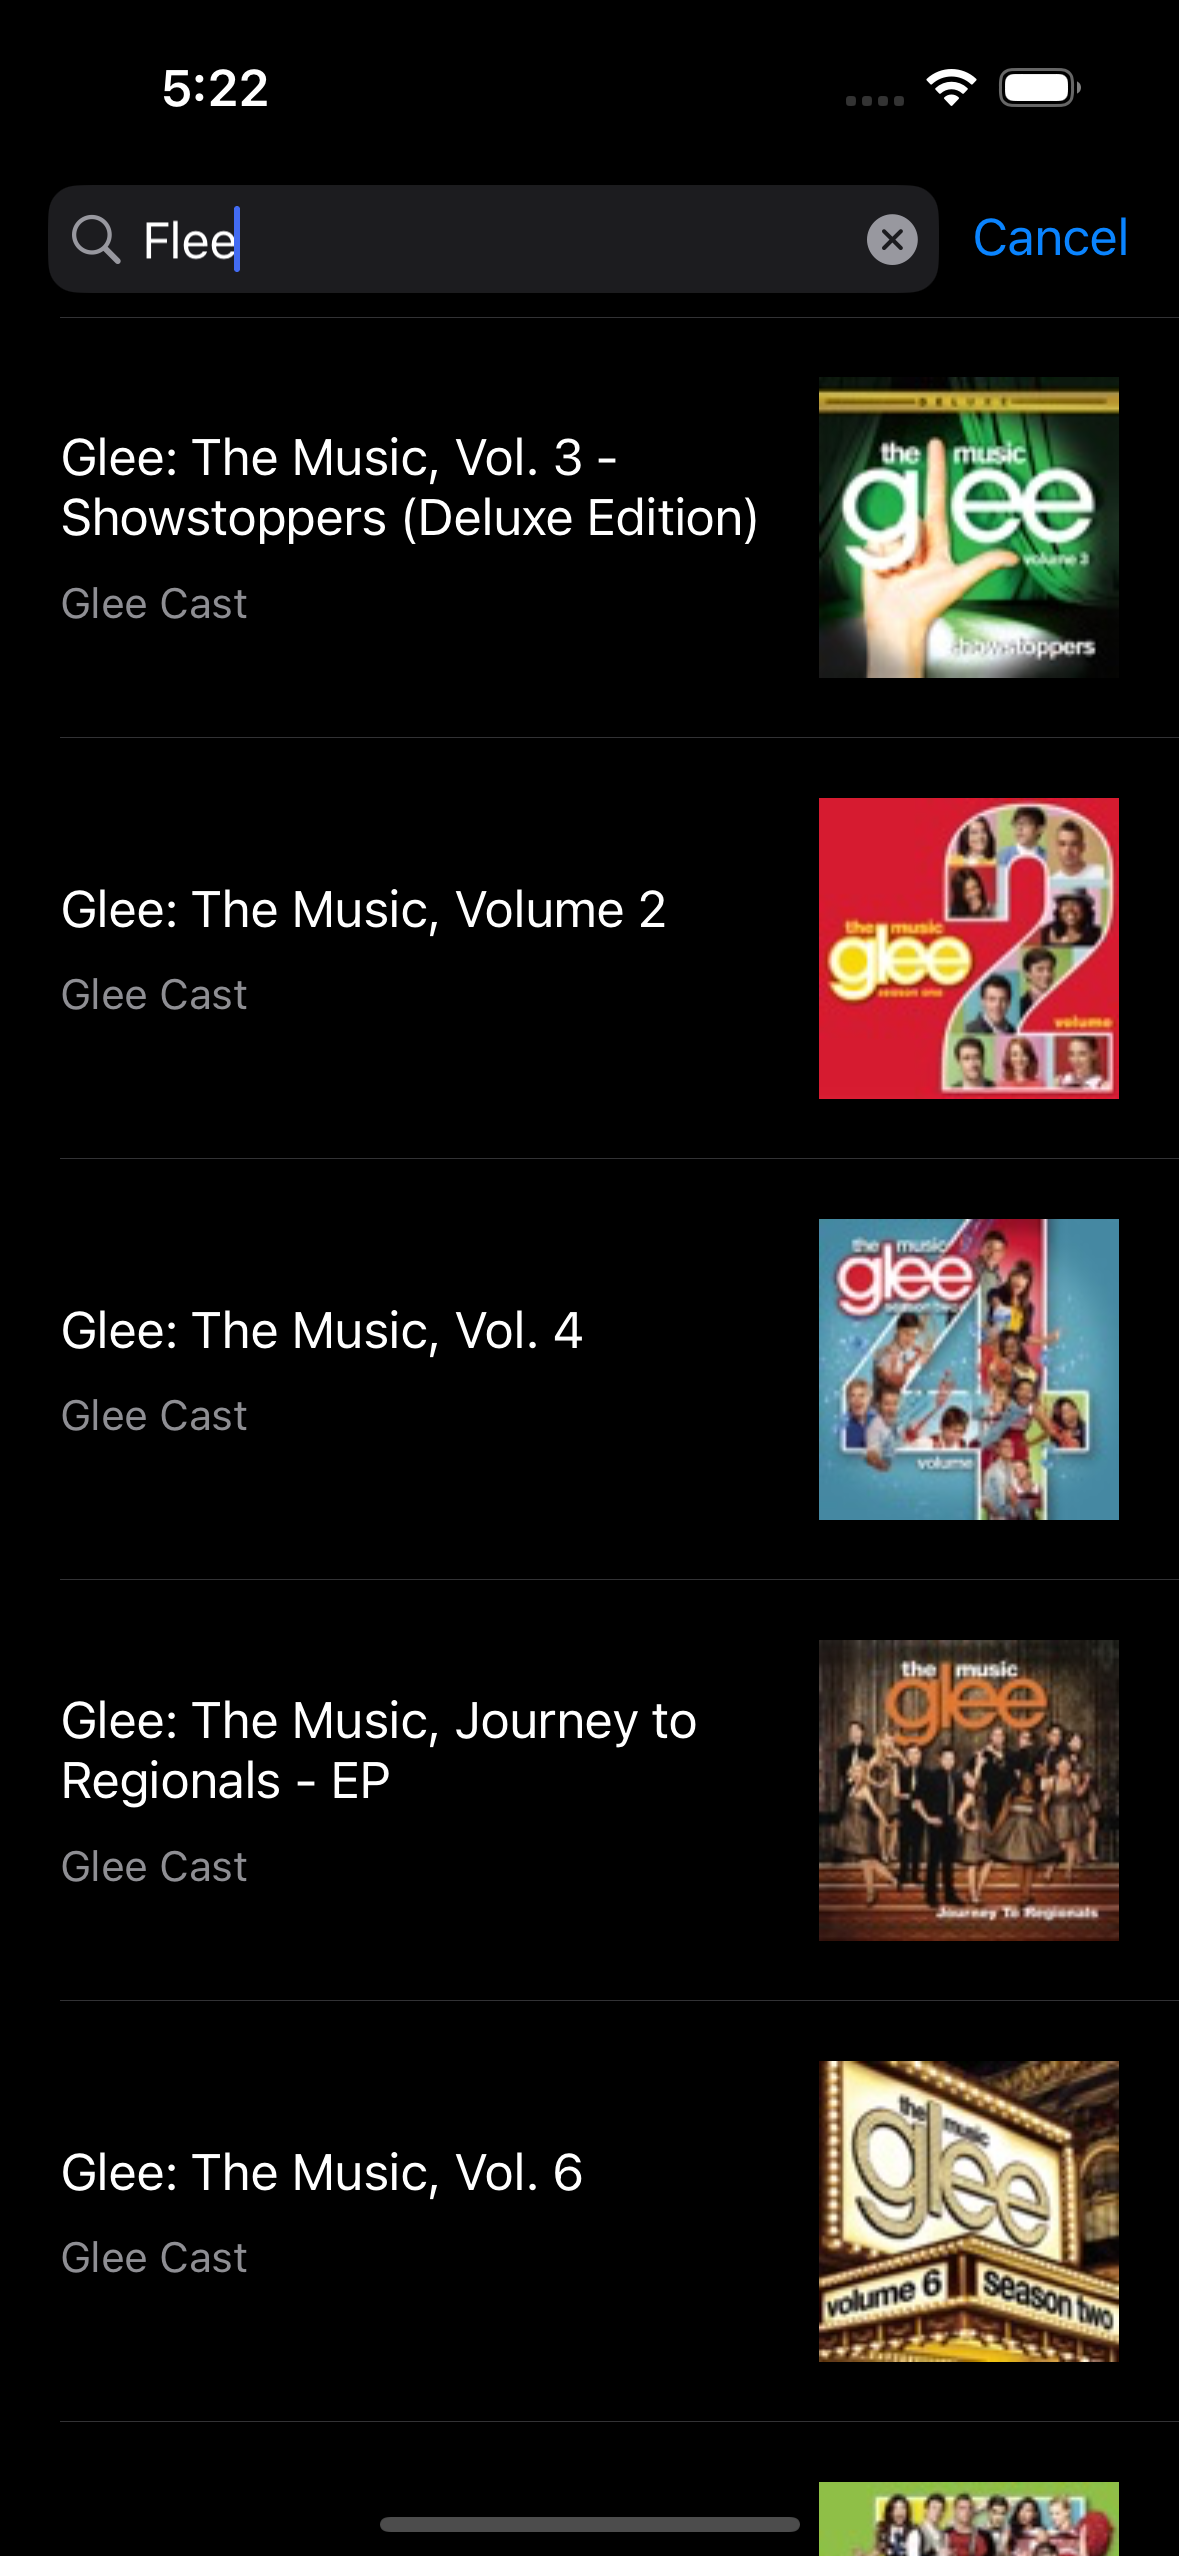 5:22
Flee
Cancel
Glee: The Music, Vol. 3 -
Showstoppers (Deluxe Edition)
Glee Cast
DELUXE
the music
glee
volume 3
showstoppers
Glee: The Music, Volume 2
Glee Cast
the music
glee
season one
volume
2
Glee: The Music, Vol. 4
Glee Cast
the music
glee
4
volume
Glee: The Music, Journey to
Regionals - EP
Glee Cast
the music
glee
Journey To Regionals
Glee: The Music, Vol. 6
Glee Cast
the music
glee
volume 6
season two